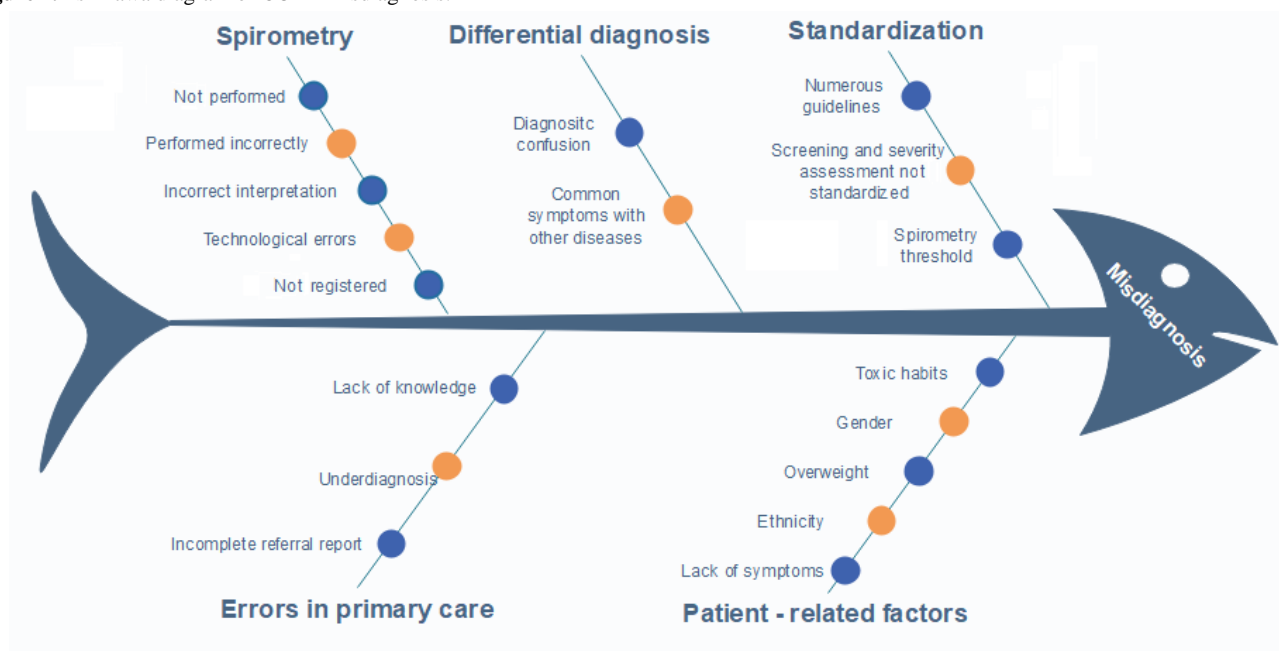 Spirometry
Not performed
Performed incorrectly
Incorrect interpretation
Technological errors
Not registered
Differential diagnosis
Diagnositc
confusion
Common
symptoms with
other diseases
Standardization
Numerous
guidelines
Screening and severity
assessment not
standardized
Spirometry
threshold
Misdiagnosis
Lack of knowledge
Underdiagnosis
Incomplete referral report
Errors in primary care
Toxic habits
Gender
Overweight
Ethnicity
Lack of symptoms
Patient - related factors